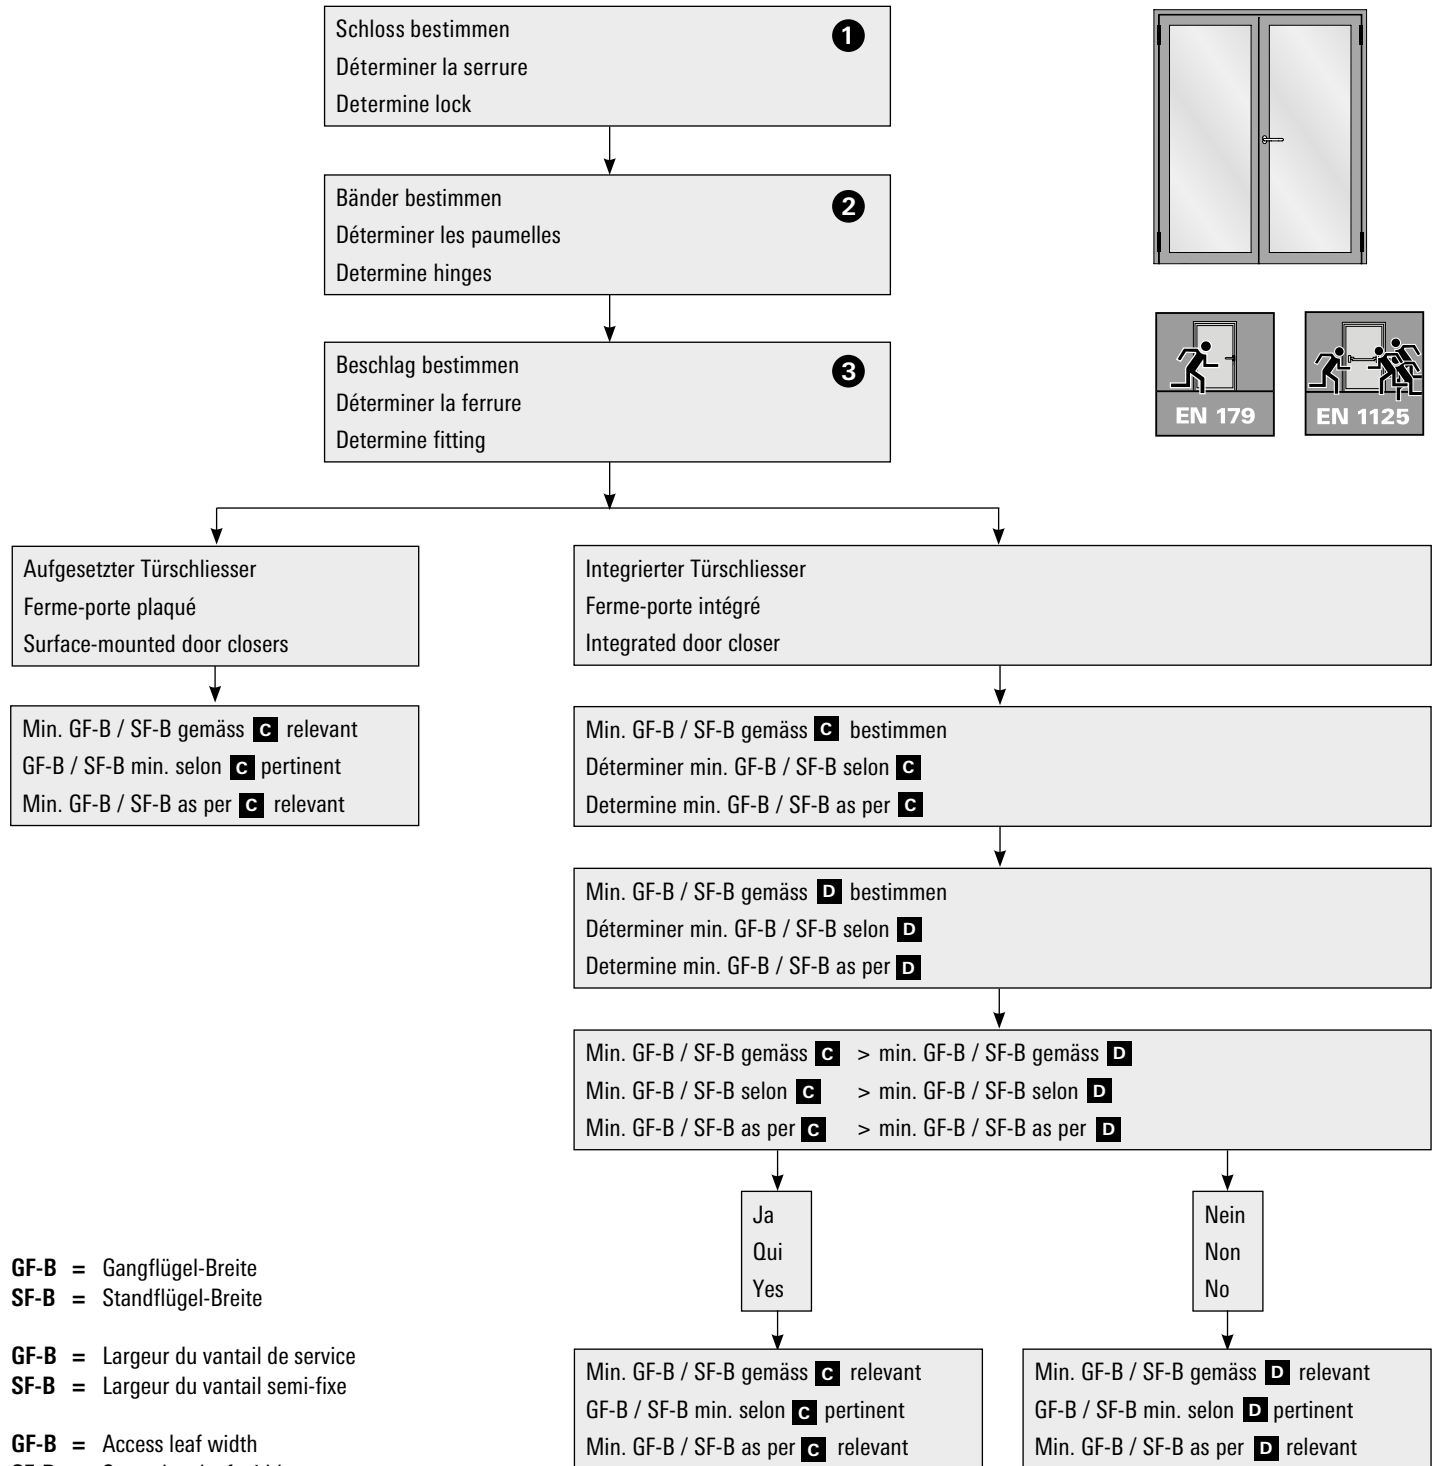 Schloss bestimmen 1
Déterminer la serrure
Determine lock
Bänder bestimmen 2
Déterminer les paumelles
Determine hinges
Beschlag bestimmen 3
Déterminer la ferrure
Determine fitting
EN 179
EN 1125
Aufgesetzter Türschliesser
Ferme-porte plaqué
Surface-mounted door closers
Integrierter Türschliesser
Ferme-porte intégré
Integrated door closer
Min. GF-B / SF-B gemäss C relevant
GF-B / SF-B min. selon C pertinent
Min. GF-B / SF-B as per C relevant
Min. GF-B / SF-B gemäss C bestimmen
Déterminer min. GF-B / SF-B selon C
Determine min. GF-B / SF-B as per C
Min. GF-B / SF-B gemäss D bestimmen
Déterminer min. GF-B / SF-B selon D
Determine min. GF-B / SF-B as per D
Min. GF-B / SF-B gemäss C > min. GF-B / SF-B gemäss D
Min. GF-B / SF-B selon C > min. GF-B / SF-B selon D
Min. GF-B / SF-B as per C > min. GF-B / SF-B as per D
Ja
Qui
Yes
Nein
Non
No
Min. GF-B / SF-B gemäss C relevant
GF-B / SF-B min. selon C pertinent
Min. GF-B / SF-B as per C relevant
Min. GF-B / SF-B gemäss D relevant
GF-B / SF-B min. selon D pertinent
Min. GF-B / SF-B as per D relevant
GF-B = Gangflügel-Breite
SF-B = Standflügel-Breite
GF-B = Largeur du vantail de service
SF-B = Largeur du vantail semi-fixe
GF-B = Access leaf width